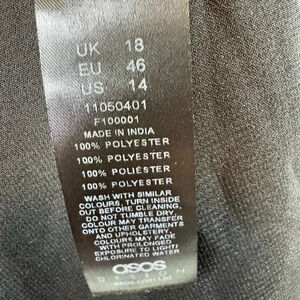 UK 18
EU 46
US 14
11050401
F100001
MADE IN INDIA
100% POLYESTER
100% POLYESTER
100% POLIÉSTER
100% POLYESTER
WASH WITH SIMILAR
COLOURS. TURN INSIDE
OUT BEFORE CLEANING,
DO NOT TUMBLE DRY.
COLOUR MAY TRANSFER
ONTO OTHER GARMENTS
AND UPHOLSTERY.
COLOURS MAY FADE
WITH PROLONGED
EXPOSURE TO LIGHT/
CHLORINATED WATER
asos
DESIGN